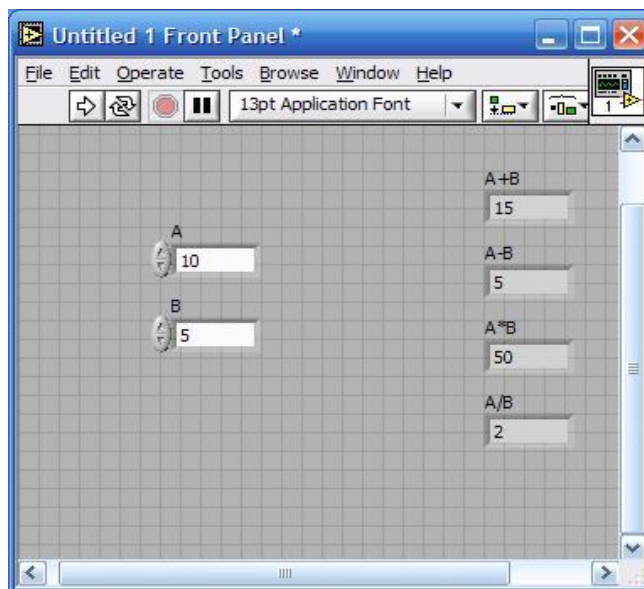 Untitled 1 Front Panel *
File Edit Operate Tools Browse Window Help
13pt Application Font
1
A
10
B
5
A+B
15
A-B
5
A*B
50
A/B
2